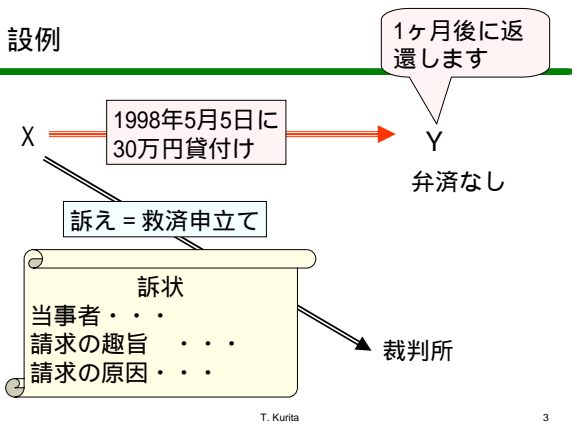 設例
1ヶ月後に返
還します
X
1998年5月5日に
30万円貸付け
Y
弁済なし
訴え = 救済申立て
訴状
当事者・・・
請求の趣旨 ・・・
請求の原因・・・
裁判所
T. Kurita
3